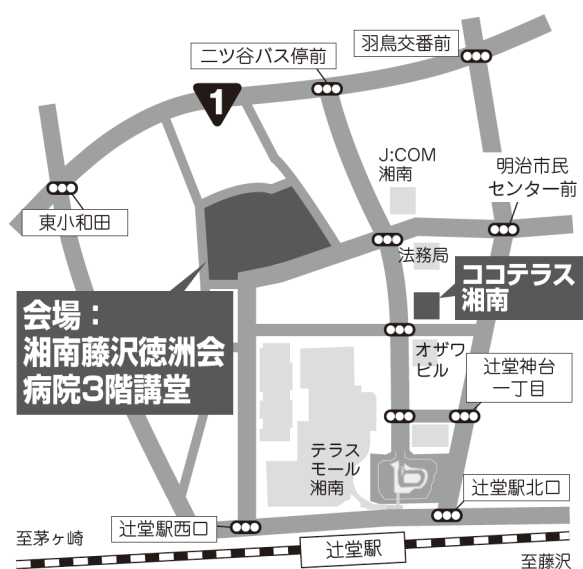 羽鳥交番前
二ツ谷バス停前
1
J:COM
湘南
明治市民
センター前
東小和田
法務局
ココテラス
湘南
会場：
湘南藤沢徳洲会
病院3階講堂
オザワ
ビル
辻堂神台
一丁目
テラス
モール
湘南
辻堂駅北口
辻堂駅西口
至茅ヶ崎
辻堂駅
至藤沢